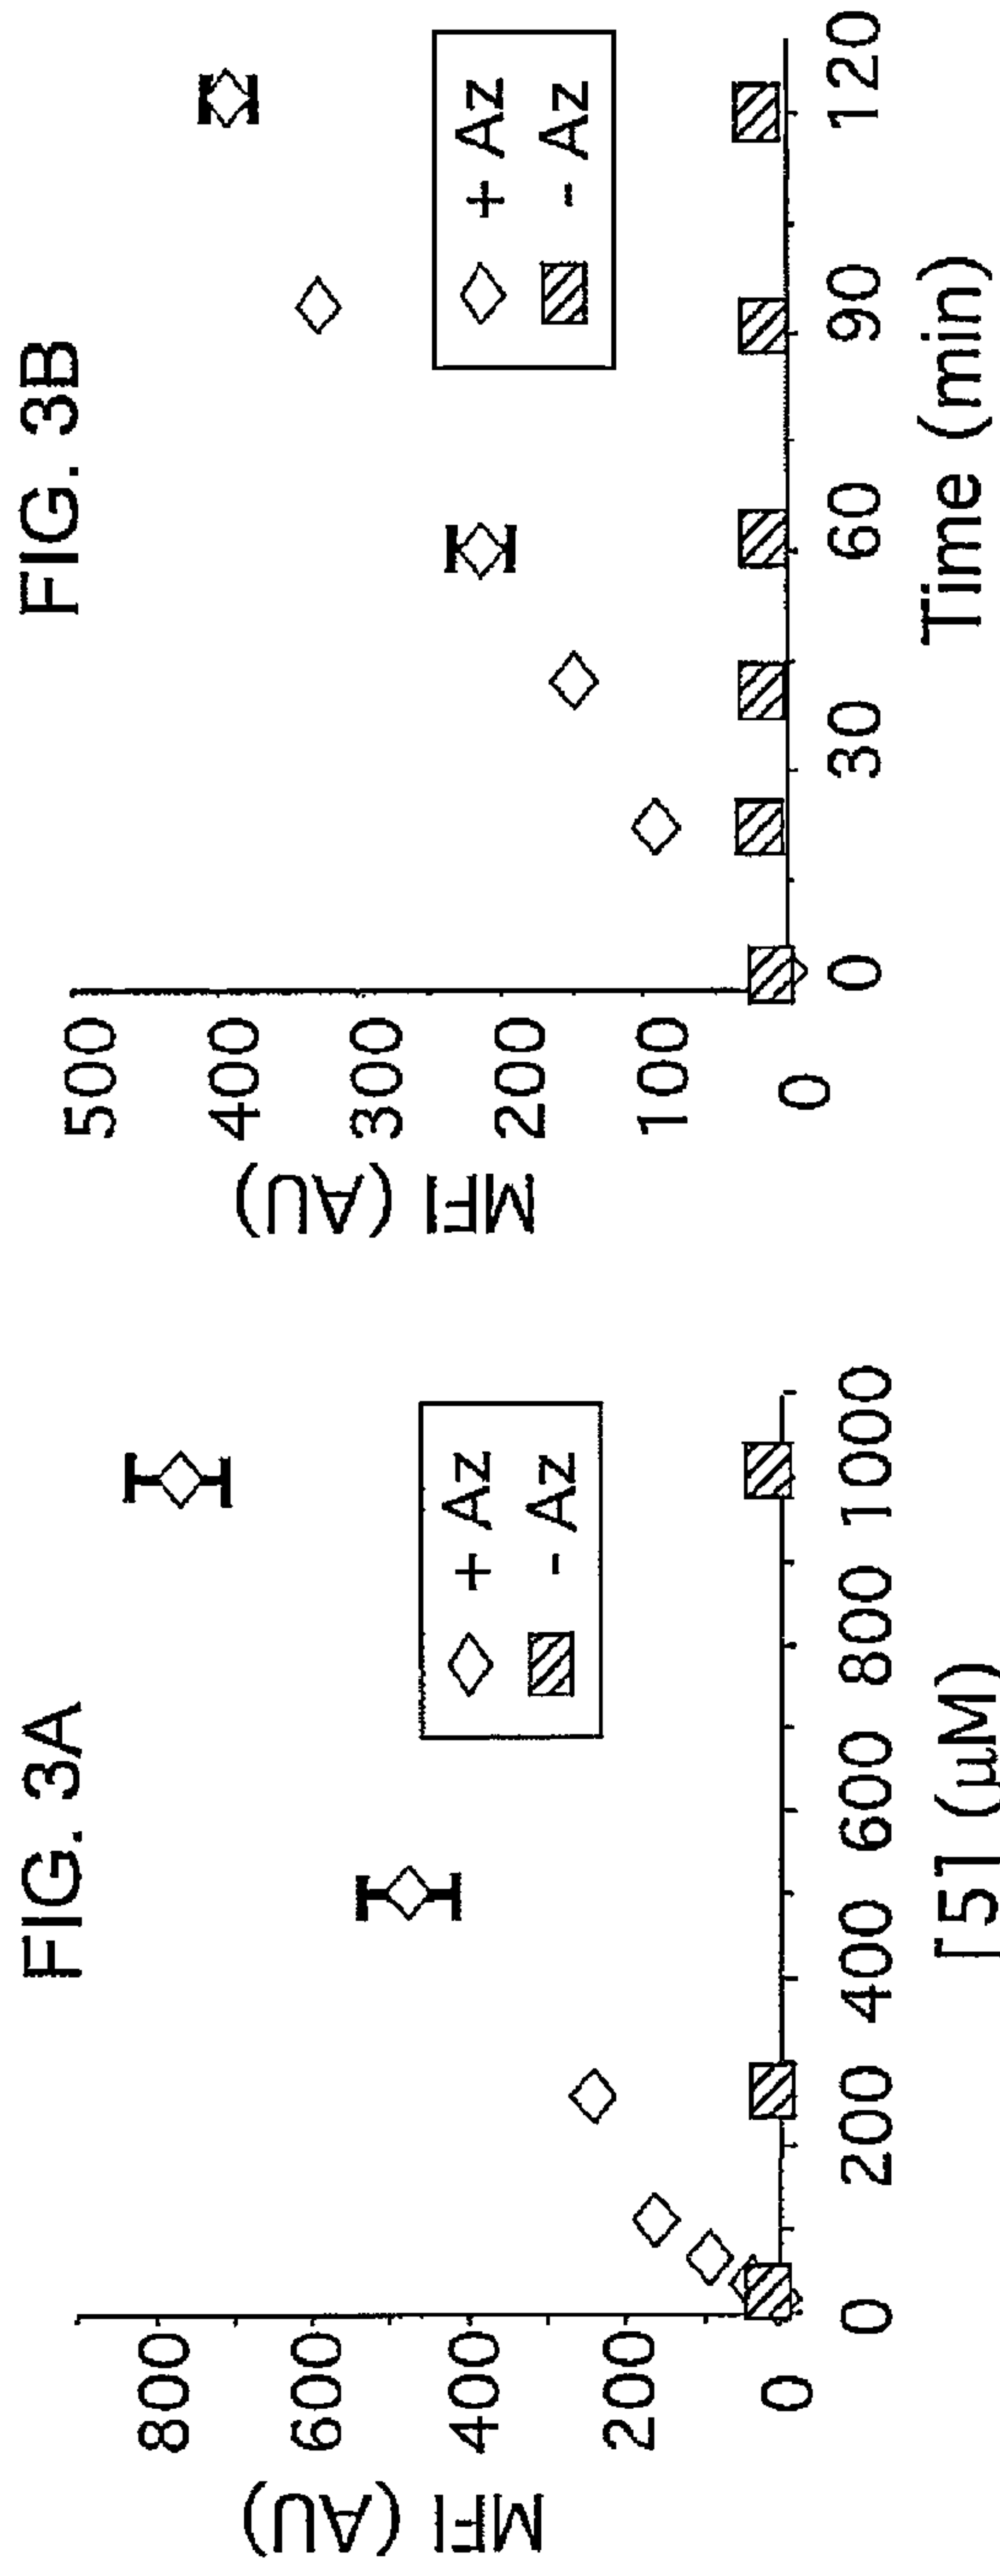 FIG. 3A
MFI (AU)
800
600
400
200
0
+ Az
- Az
0 200 400 600 800 1000
[5] (μM)
FIG. 3B
MFI (AU)
500
400
300
200
100
0
+ Az
- Az
0 30 60 90 120
Time (min)